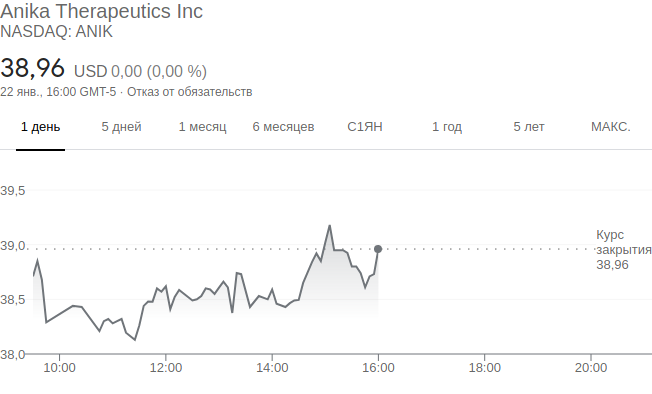 Anika Therapeutics Inc
NASDAQ: ANIK
38,96 USD 0,00 (0,00 %)
22 янв., 16:00 GMT-5 · Отказ от обязательств
1 день 5 дней 1 месяц 6 месяцев С1ЯН 1 год 5 лет МАКС.
39,5
39,0
38,5
38,0
Курс
закрытия
38,96
10:00 12:00 14:00 16:00 18:00 20:00